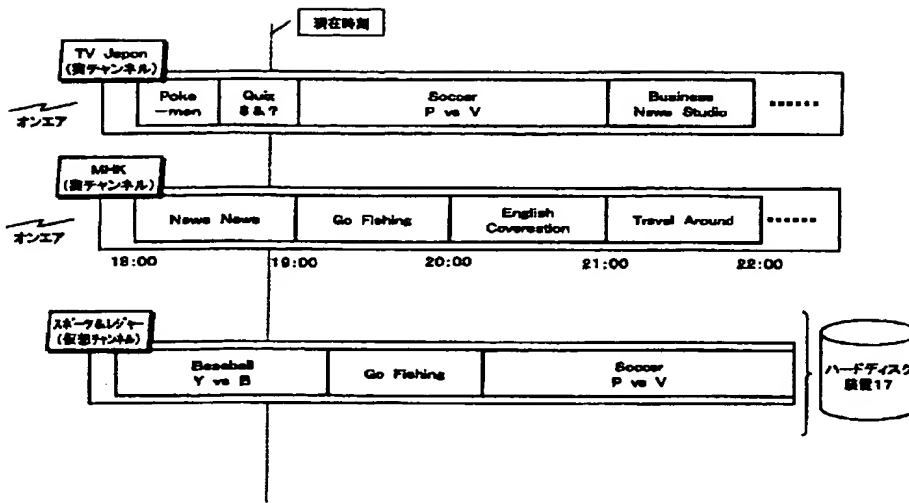 現在時刻
TV Japon
(実チャンネル)
オンエア
Poke
-mon
Quiz
$ & ?
Soccer
P vs V
Business
News Studio
......
MHK
(実チャンネル)
オンエア
News News
Go Fishing
English
Coversation
Travel Around
......
18:00
19:00
20:00
21:00
22:00
スポーツ&レジャー
(仮想チャンネル)
Baseball
Y vs B
Go Fishing
Soccer
P vs V
ハードディスク
装置17